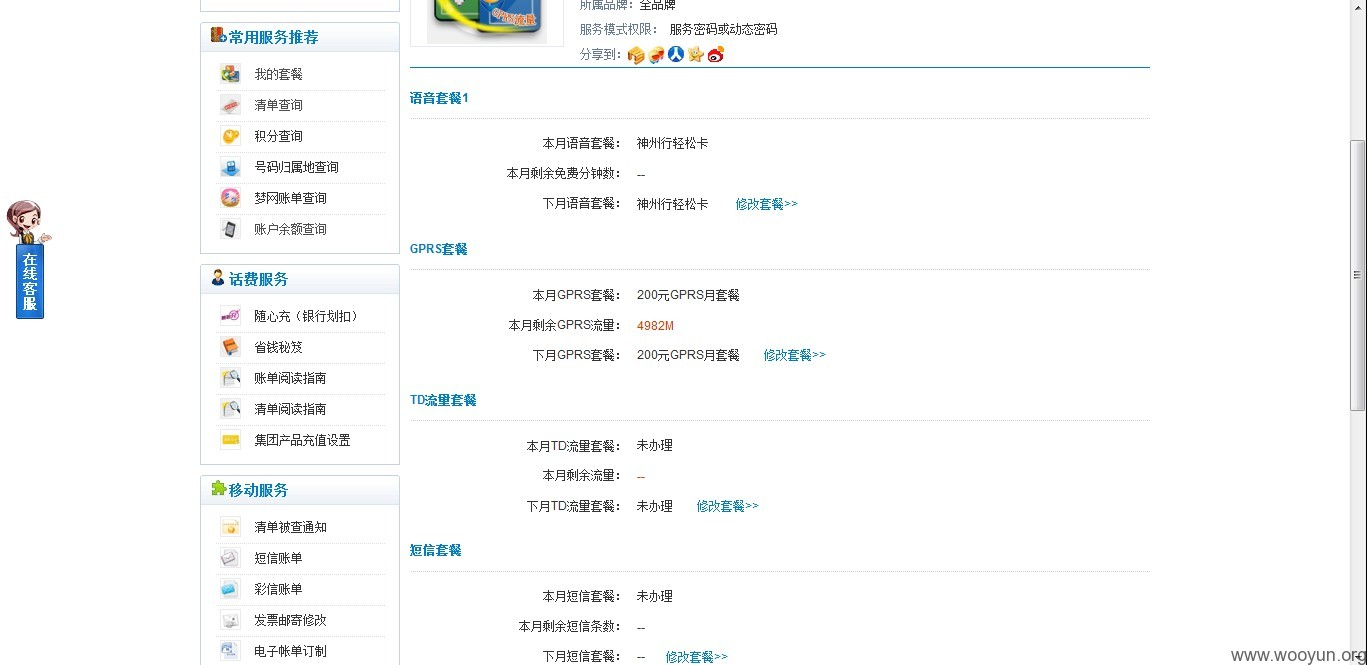 常用服务推荐
我的套餐
清单查询
积分查询
号码归属地查询
梦网账单查询
账户余额查询
在线客服
话费服务
随心充（银行划扣）
省钱秘笈
账单阅读指南
清单阅读指南
集团产品充值设置
移动服务
清单被查通知
短信账单
彩信账单
发票邮寄修改
电子帐单订制
GPRS流量
所属品牌：全品牌
服务模式权限： 服务密码或动态密码
分享到：
语音套餐1
本月语音套餐： 神州行轻松卡
本月剩余免费分钟数： --
下月语音套餐： 神州行轻松卡 修改套餐>>
GPRS套餐
本月GPRS套餐： 200元GPRS月套餐
本月剩余GPRS流量： 4982M
下月GPRS套餐： 200元GPRS月套餐 修改套餐>>
TD流量套餐
本月TD流量套餐： 未办理
本月剩余流量： --
下月TD流量套餐： 未办理 修改套餐>>
短信套餐
本月短信套餐： 未办理
本月剩余短信条数： --
下月短信套餐： -- 修改套餐>>
www.wooyun.org